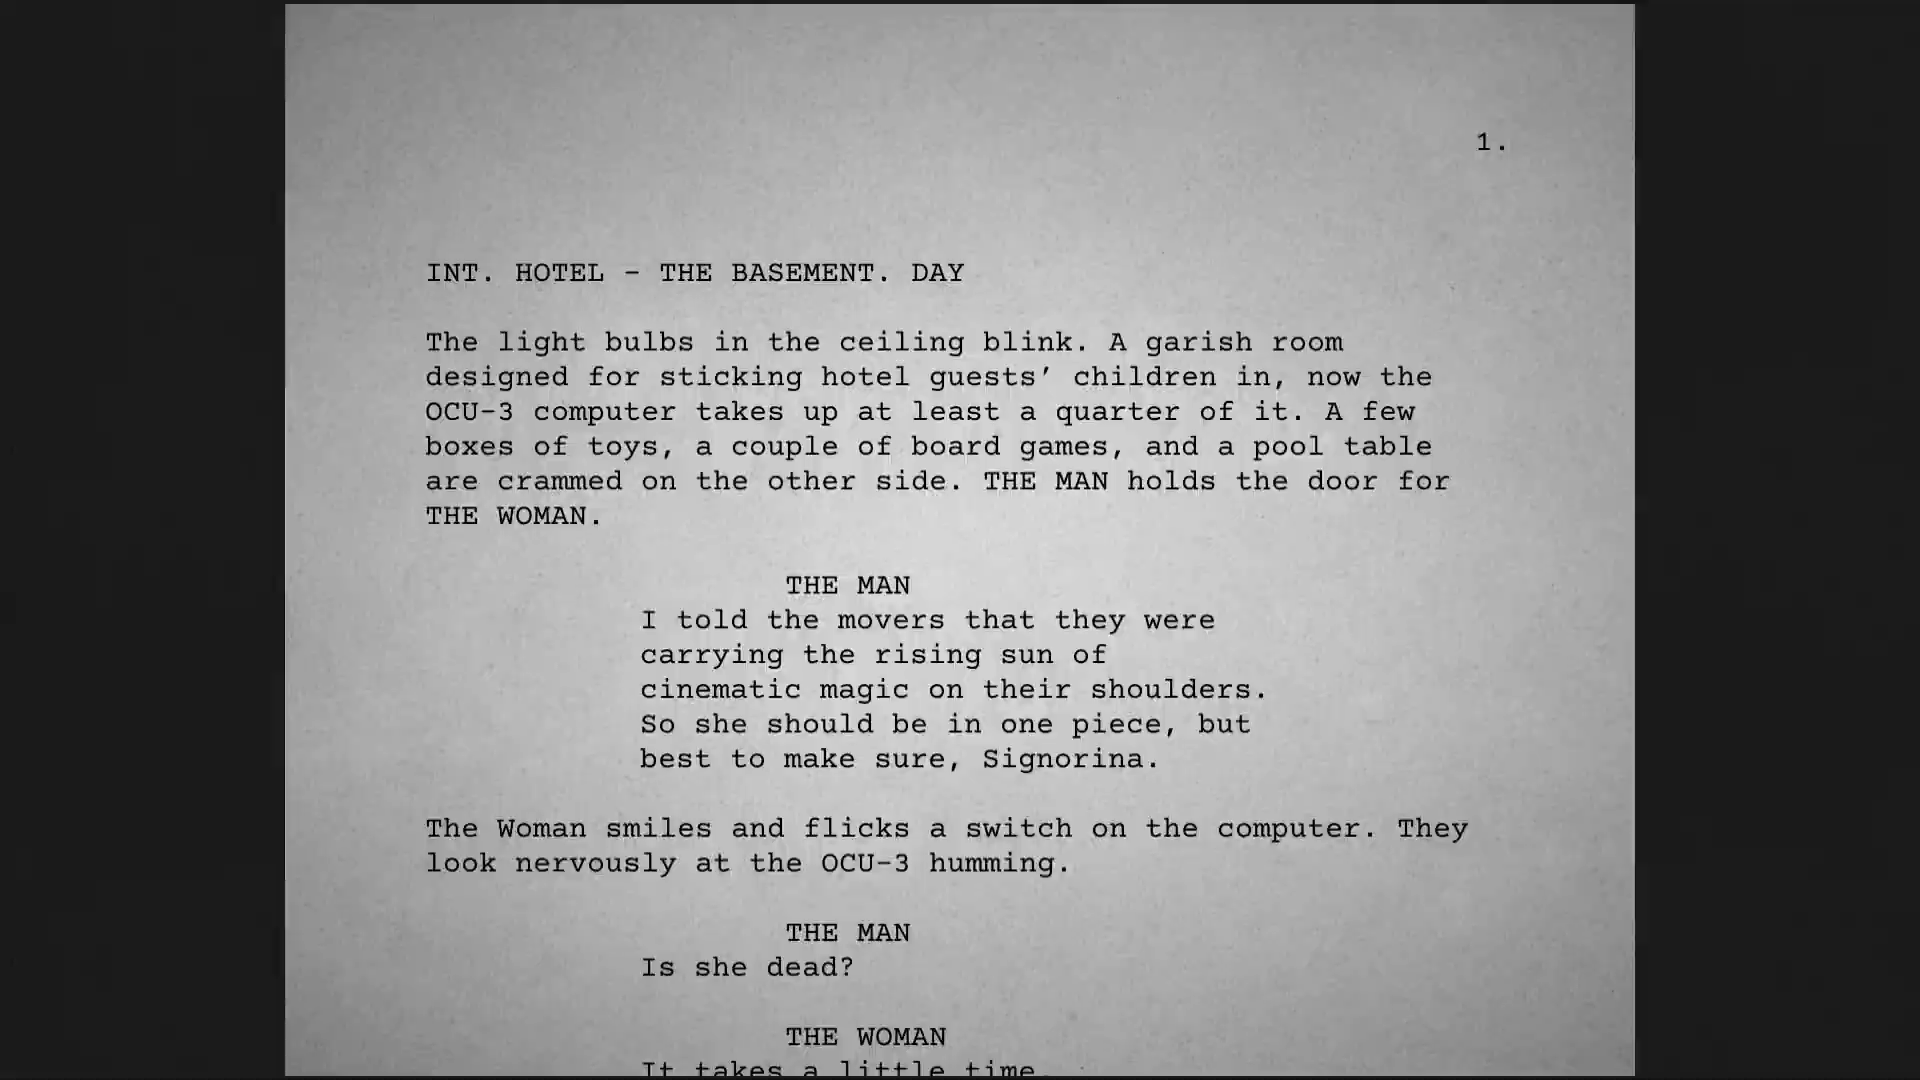 1.
INT. HOTEL - THE BASEMENT. DAY
The light bulbs in the ceiling blink. A garish room
designed for sticking hotel guests' children in, now the
OCU-3 computer takes up at least a quarter of it. A few
boxes of toys, a couple of board games, and a pool table
are crammed on the other side. THE MAN holds the door for
THE WOMAN.
THE MAN
I told the movers that they were
carrying the rising sun of
cinematic magic on their shoulders.
So she should be in one piece, but
best to make sure, Signorina.
The Woman smiles and flicks a switch on the computer. They
look nervously at the OCU-3 humming.
THE MAN
Is she dead?
THE WOMAN
It takes a little time.